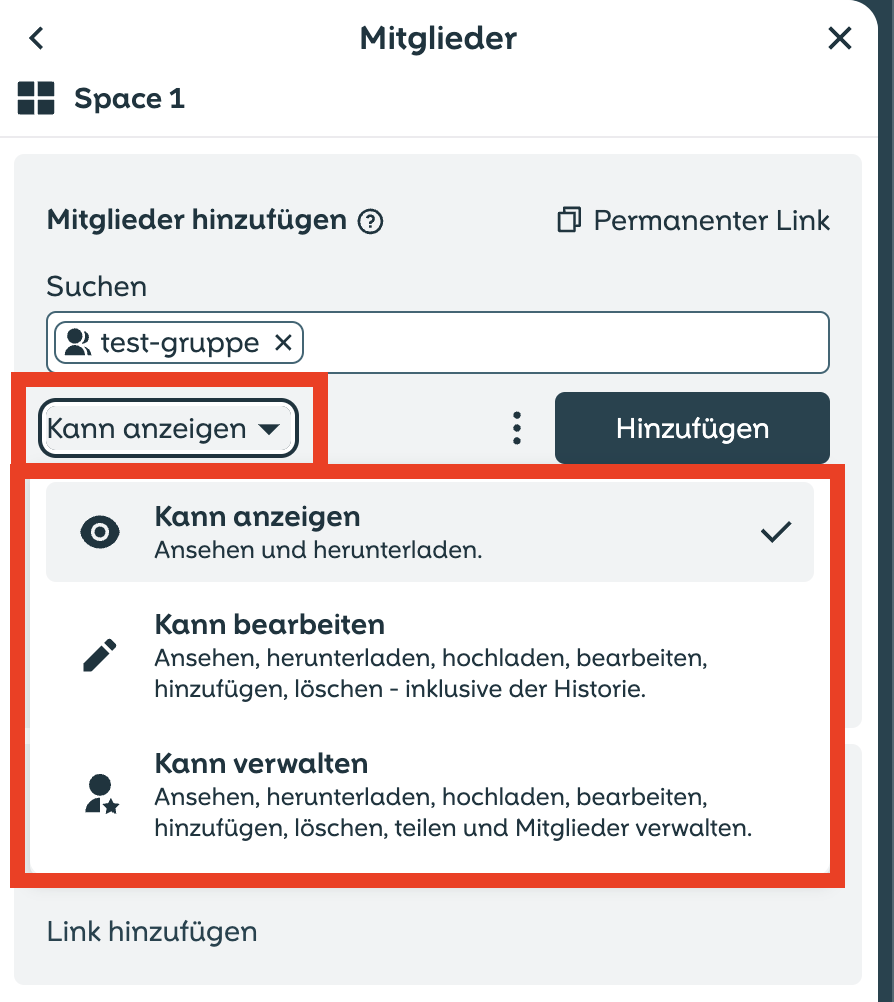 Mitglieder
Space 1
Mitglieder hinzufügen
Permanenter Link
Suchen
test-gruppe
Kann anzeigen
Hinzufügen
Kann anzeigen
Ansehen und herunterladen.
Kann bearbeiten
Ansehen, herunterladen, hochladen, bearbeiten,
hinzufügen, löschen - inklusive der Historie.
Kann verwalten
Ansehen, herunterladen, hochladen, bearbeiten,
hinzufügen, löschen, teilen und Mitglieder verwalten.
Link hinzufügen